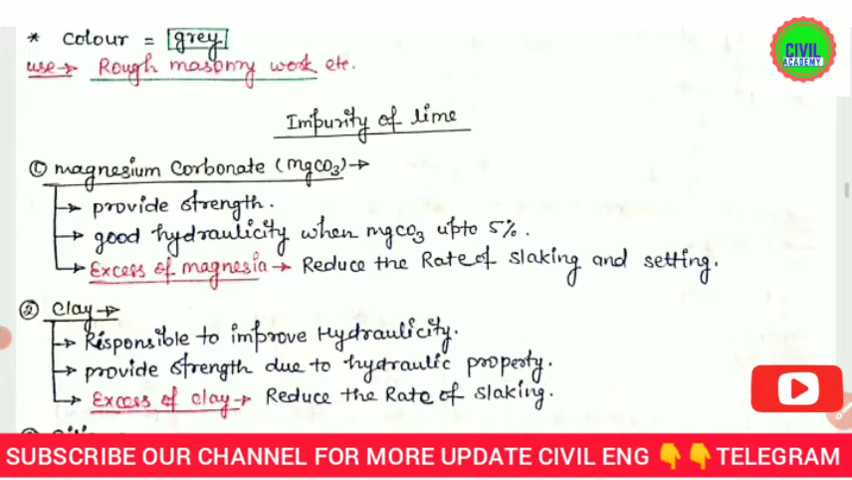 * colour = grey
use→ Rough masonry work etc.
Impurity of lime
① magnesium Corbonate (mgco3)→
→ provide strength.
→ good hydraulicity when mgco3 upto 5%.
→ Excess of magnesia → Reduce the Rate of slaking and setting.
② clay→
→ Risponsible to improve Hydraulicity.
→ provide strength due to hydraulic property.
→ Excess of clay→ Reduce the Rate of slaking.
CIVIL
ACADEMY
SUBSCRIBE OUR CHANNEL FOR MORE UPDATE CIVIL ENG 👇👇 TELEGRAM